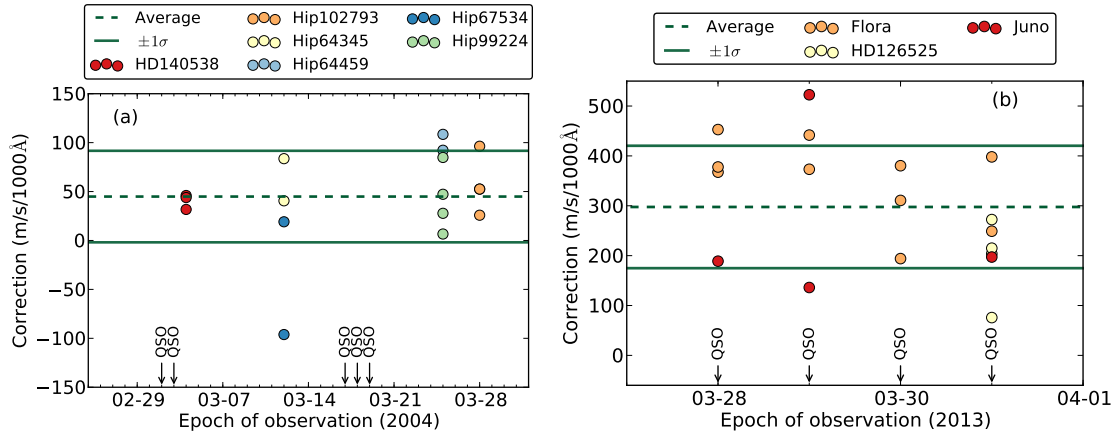 Average
±1σ
HD140538
Hip102793
Hip64345
Hip64459
Hip67534
Hip99224
(a)
Correction (m/s/1000Å)
150
100
50
0
−50
−100
−150
QSO
QSO
QSO
QSO
QSO
02-29
03-07
03-14
03-21
03-28
Epoch of observation (2004)
Average
±1σ
Flora
HD126525
Juno
(b)
Correction (m/s/1000Å)
500
400
300
200
100
0
QSO
QSO
QSO
QSO
03-28
03-30
04-01
Epoch of observation (2013)